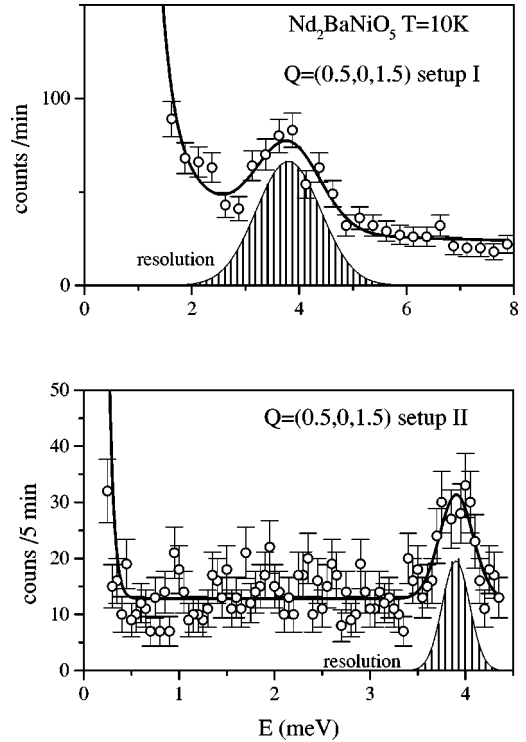 Nd₂BaNiO₅ T=10K
Q=(0.5,0,1.5) setup I
100
counts /min
resolution
0
0 2 4 6 8
50
Q=(0.5,0,1.5) setup II
40
30
couns /5 min
20
10
resolution
0
0 1 2 3 4
E (meV)